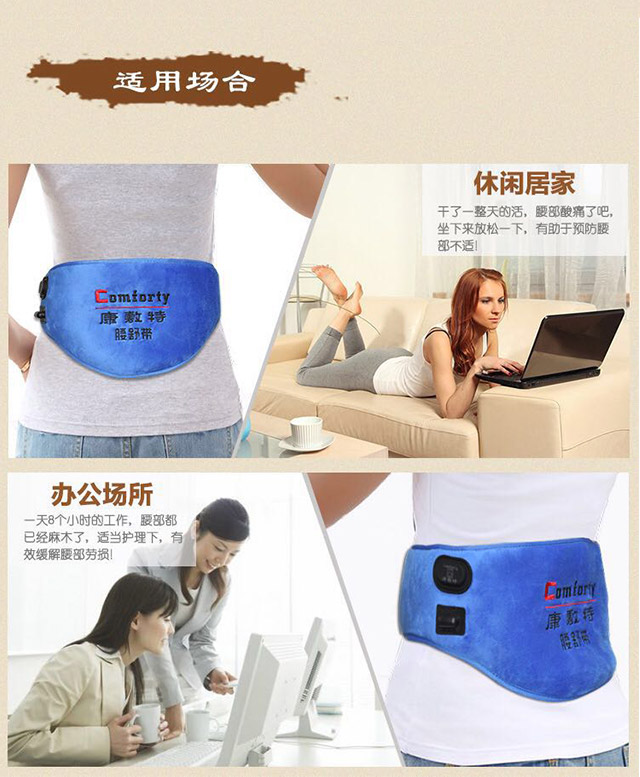 适用场合
Comforty
康敷特
腰舒带
休闲居家
干了一整天的活，腰部酸痛了吧，
坐下来放松一下，有助于预防腰
部不适!
办公场所
一天8个小时的工作，腰部都
已经麻木了，适当护理下，有
效缓解腰部劳损!
Comforty
康敷特
腰舒带